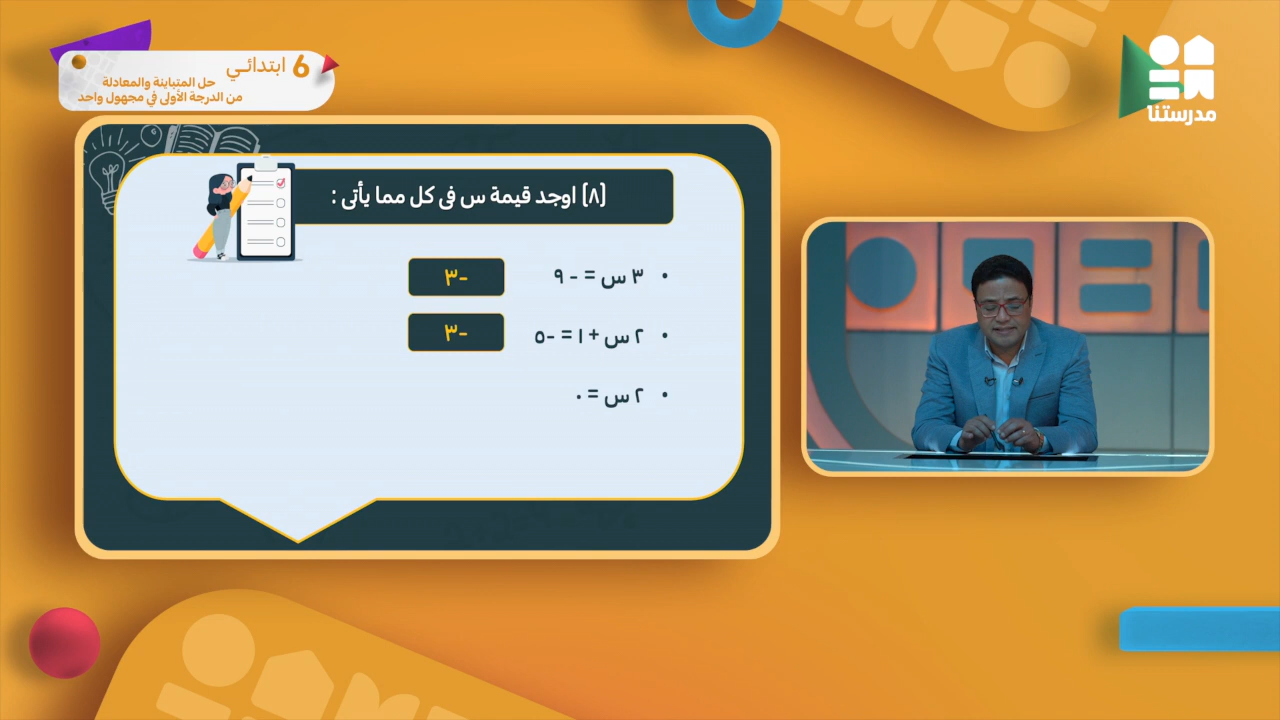 6 ابتدائـي
حل المتباينة والمعادلة
من الدرجة الأولى في مجهول واحد
مدرستنا
(٨) اوجد قيمة س فى كل مما يأتى :
• ٣ س = - ٩
-٣
• ٢ س + ١ = -٥
-٣
• ٢ س = ٠